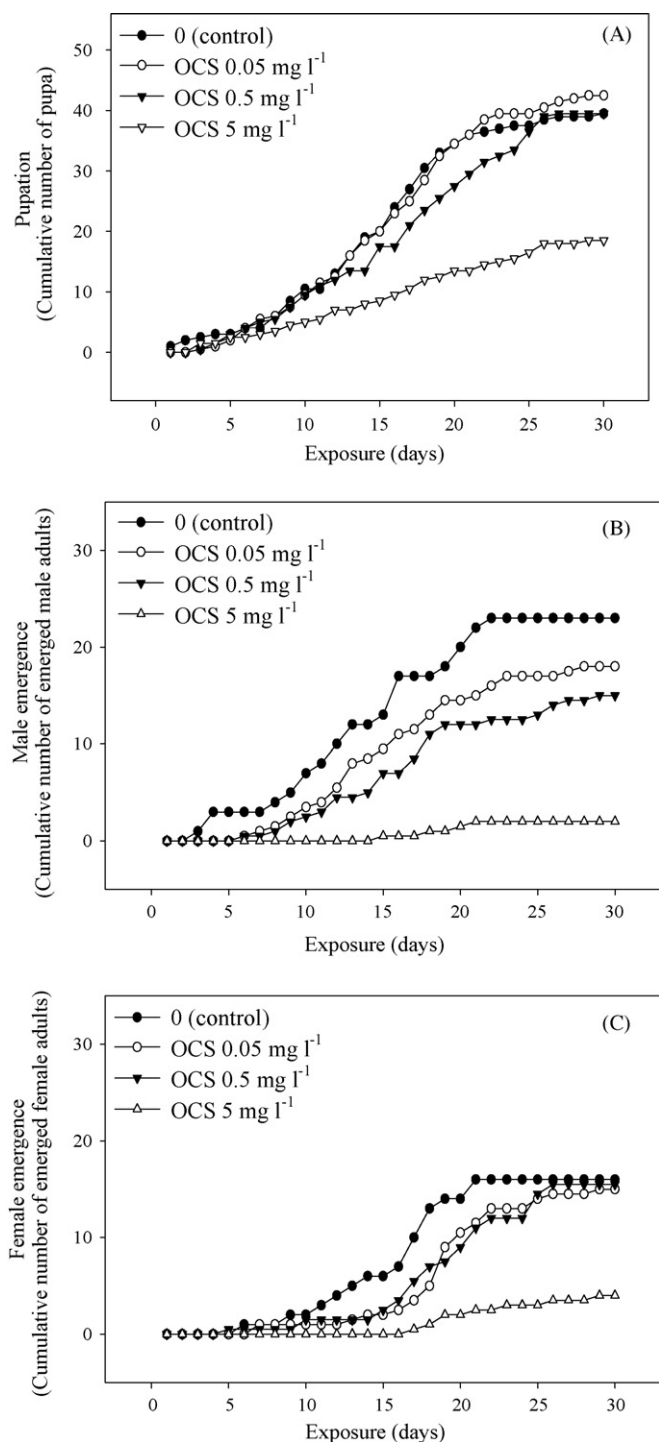 (A)
0 (control)
OCS 0.05 mg l⁻¹
OCS 0.5 mg l⁻¹
OCS 5 mg l⁻¹
Pupation
(Cumulative number of pupa)
50
40
30
20
10
0
0 5 10 15 20 25 30
Exposure (days)
(B)
0 (control)
OCS 0.05 mg l⁻¹
OCS 0.5 mg l⁻¹
OCS 5 mg l⁻¹
Male emergence
(Cumulative number of emerged male adults)
30
20
10
0
0 5 10 15 20 25 30
Exposure (days)
(C)
0 (control)
OCS 0.05 mg l⁻¹
OCS 0.5 mg l⁻¹
OCS 5 mg l⁻¹
Female emergence
(Cumulative number of emerged female adults)
30
20
10
0
0 5 10 15 20 25 30
Exposure (days)